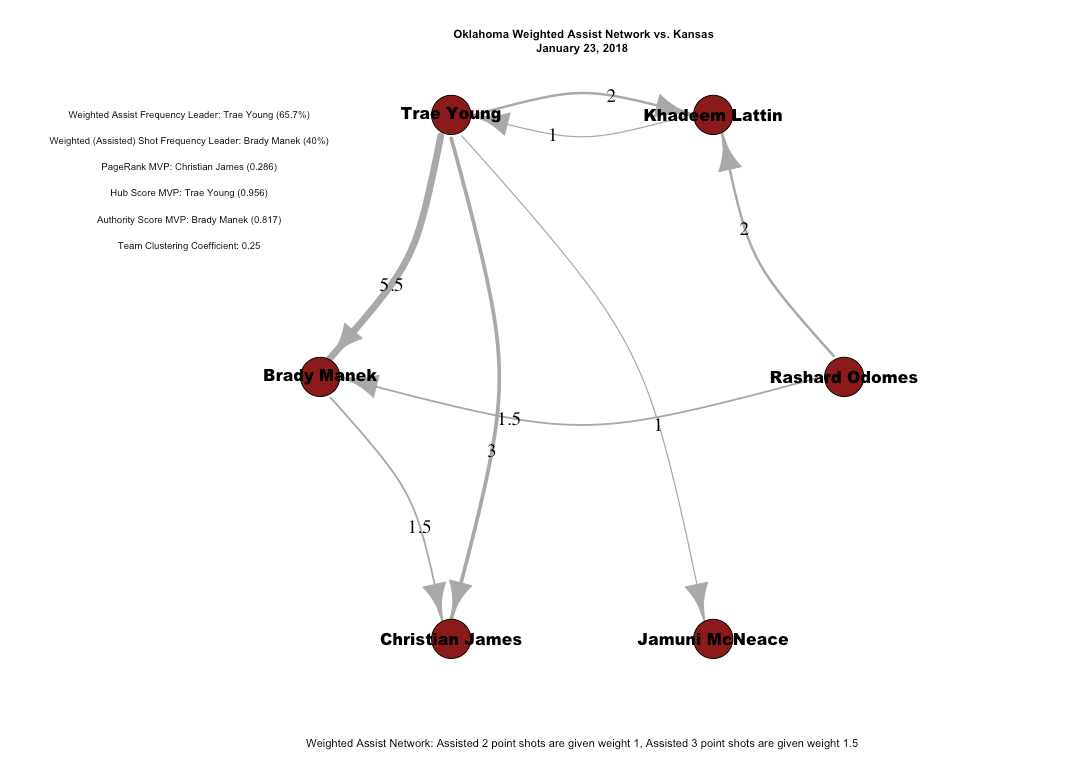 Oklahoma Weighted Assist Network vs. Kansas
January 23, 2018
Weighted Assist Frequency Leader: Trae Young (65.7%)
Weighted (Assisted) Shot Frequency Leader: Brady Manek (40%)
PageRank MVP: Christian James (0.286)
Hub Score MVP: Trae Young (0.956)
Authority Score MVP: Brady Manek (0.817)
Team Clustering Coefficient: 0.25
2
Trae Young
Khadeem Lattin
1
2
5.5
Brady Manek
Rashard Odomes
1.5
1
3
1.5
Christian James
Jamuni McNeace
Weighted Assist Network: Assisted 2 point shots are given weight 1, Assisted 3 point shots are given weight 1.5